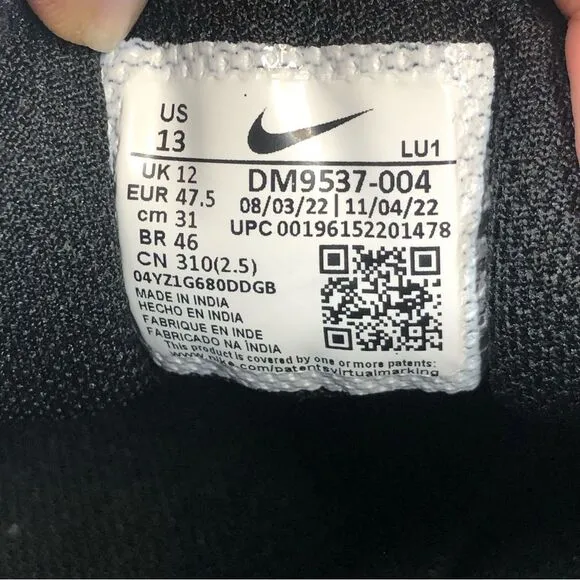 US
13
LU1
UK 12
EUR 47.5
cm 31
BR 46
CN 310(2.5)
DM9537-004
08/03/22 | 11/04/22
UPC 00196152201478
04YZ1G680DDGB
MADE IN INDIA
HECHO EN INDIA
FABRIQUE EN INDE
FABRICADO NA ÍNDIA
This product is covered by one or more patents:
www.nike.com/patentsvirtualmarking